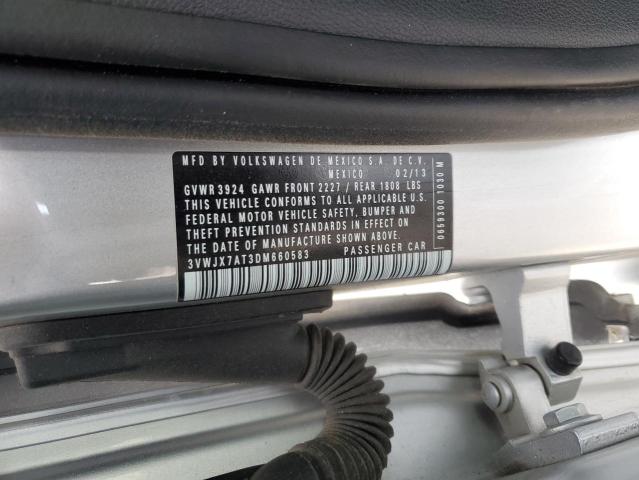 MFD BY VOLKSWAGEN DE MEXICO S.A. DE C.V.
MEXICO 02/13
GVWR 3924 GAWR FRONT 2227 / REAR 1808 LBS
THIS VEHICLE CONFORMS TO ALL APPLICABLE U.S.
FEDERAL MOTOR VEHICLE SAFETY, BUMPER AND
THEFT PREVENTION STANDARDS IN EFFECT ON
THE DATE OF MANUFACTURE SHOWN ABOVE.
3VWJX7AT3DM660583 PASSENGER CAR
0659300 1030 M